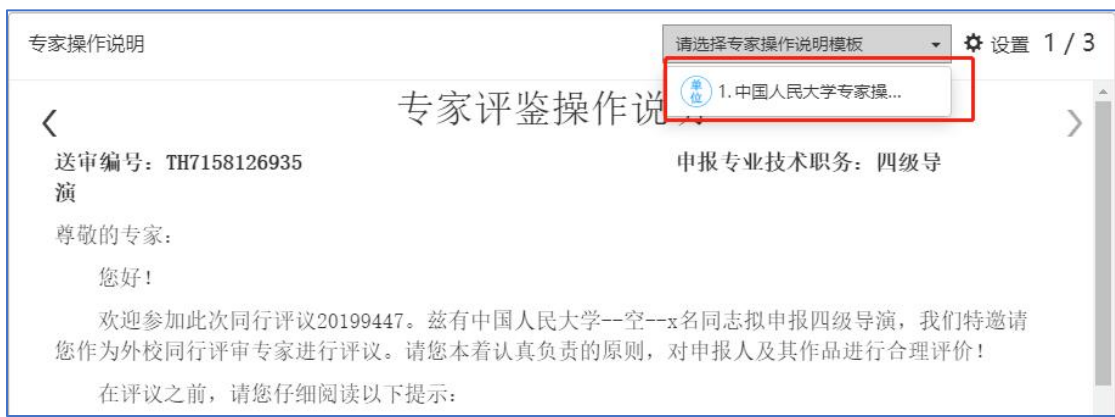 专家操作说明 请选择专家操作说明模板 设置 1 / 3
单位 1.中国人民大学专家操...
专家评鉴操作说
送审编号：TH7158126935 申报专业技术职务：四级导
演
尊敬的专家：
您好！
欢迎参加此次同行评议20199447。兹有中国人民大学--空--x名同志拟申报四级导演，我们特邀请
您作为外校同行评审专家进行评议。请您本着认真负责的原则，对申报人及其作品进行合理评价！
在评议之前，请您仔细阅读以下提示：